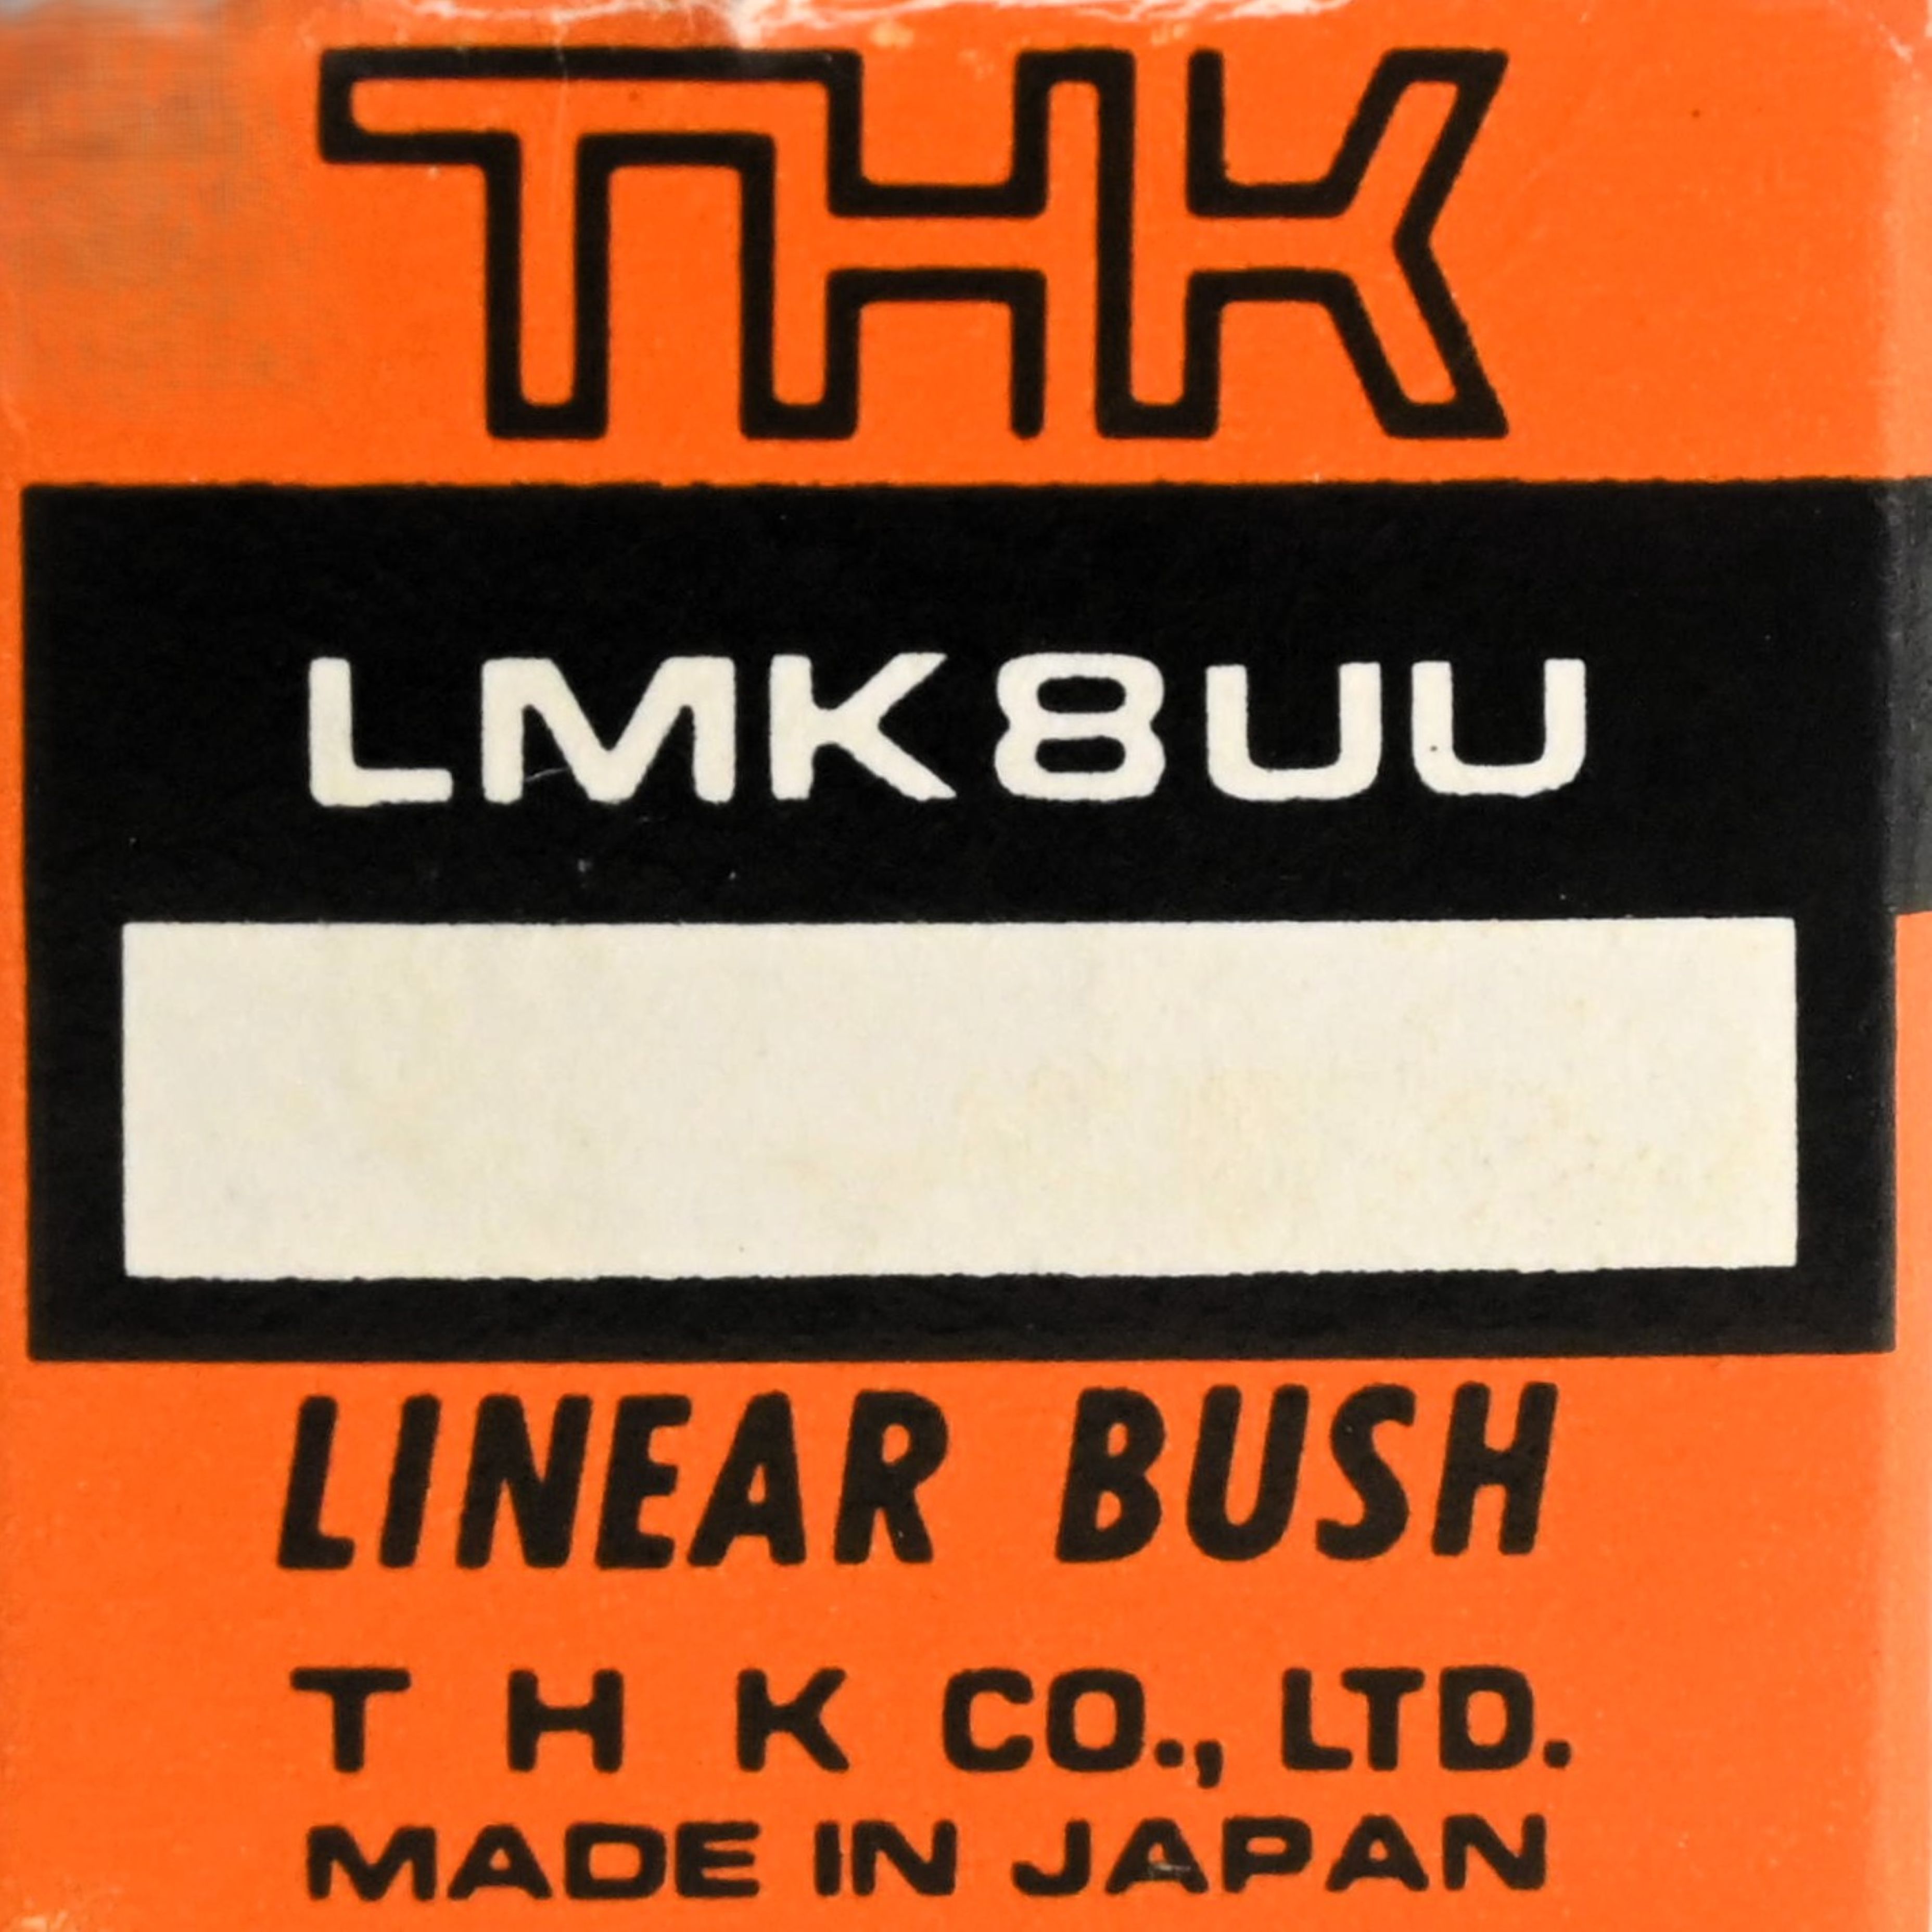 THK
LMK8UU
LINEAR BUSH
T H K CO., LTD.
MADE IN JAPAN